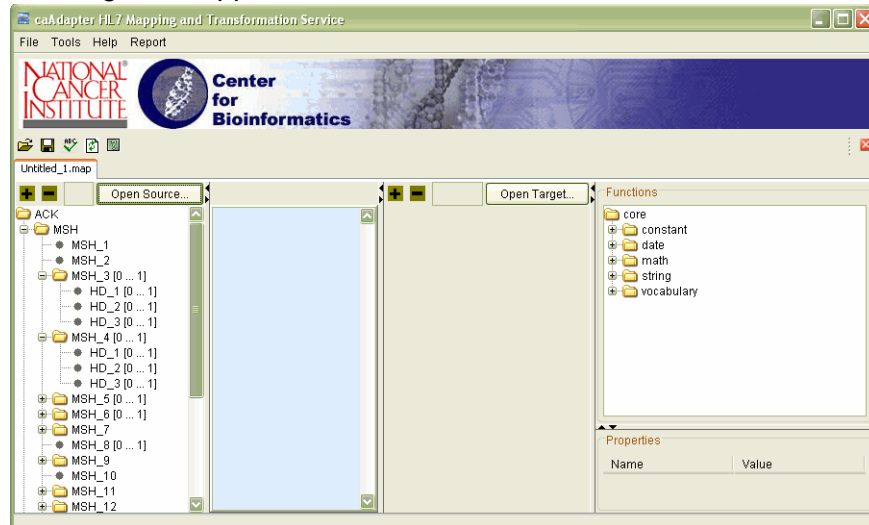 caAdapter HL7 Mapping and Transformation Service
File Tools Help Report
NATIONAL
CANCER
INSTITUTE
Center
for
Bioinformatics
Untitled_1.map
Open Source...
Open Target...
ACK
MSH
MSH_1
MSH_2
MSH_3 [0 ... 1]
HD_1 [0 ... 1]
HD_2 [0 ... 1]
HD_3 [0 ... 1]
MSH_4 [0 ... 1]
HD_1 [0 ... 1]
HD_2 [0 ... 1]
HD_3 [0 ... 1]
MSH_5 [0 ... 1]
MSH_6 [0 ... 1]
MSH_7
MSH_8 [0 ... 1]
MSH_9
MSH_10
MSH_11
MSH_12
Functions
core
constant
date
math
string
vocabulary
Properties
Name Value